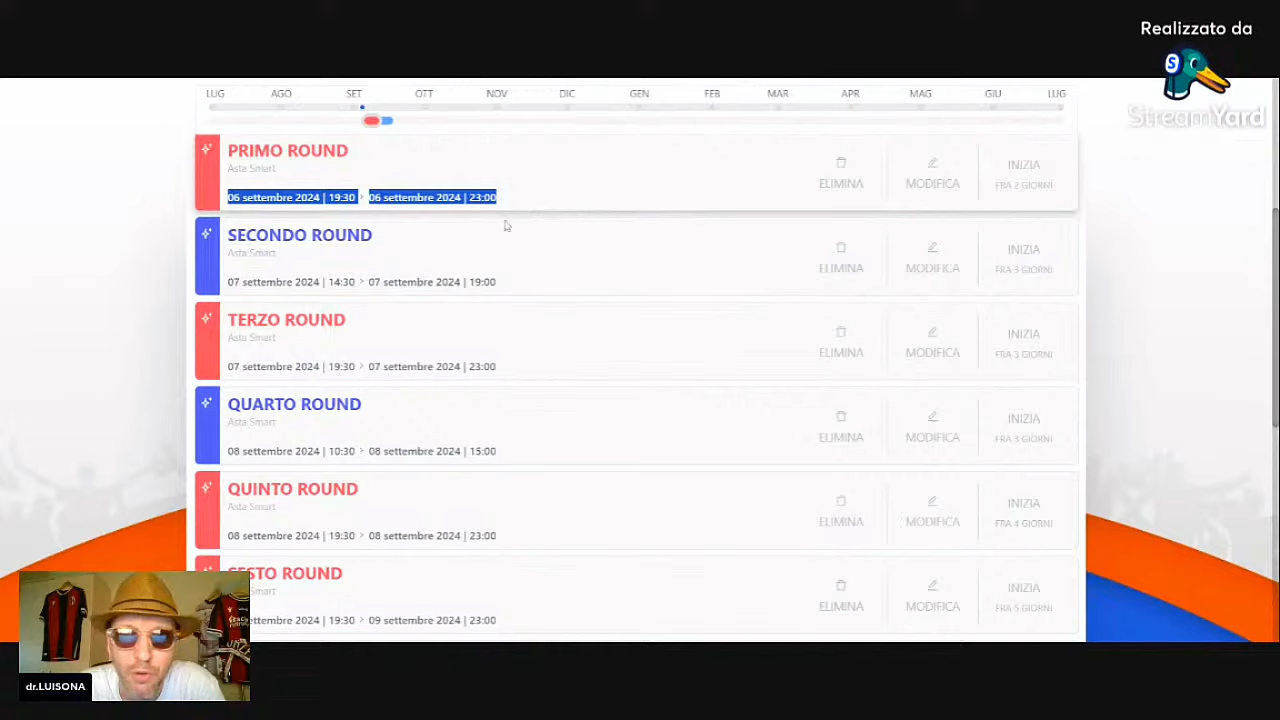 Realizzato da
S
StreamYard
LUG AGO SET OTT NOV DIC GEN FEB MAR APR MAG GIU LUG
PRIMO ROUND
Asta Smart
06 settembre 2024 | 19:30 > 06 settembre 2024 | 23:00
ELIMINA
MODIFICA
INIZIA
FRA 2 GIORNI
SECONDO ROUND
Asta Smart
07 settembre 2024 | 14:30 > 07 settembre 2024 | 19:00
ELIMINA
MODIFICA
INIZIA
FRA 3 GIORNI
TERZO ROUND
Asta Smart
07 settembre 2024 | 19:30 > 07 settembre 2024 | 23:00
ELIMINA
MODIFICA
INIZIA
FRA 3 GIORNI
QUARTO ROUND
Asta Smart
08 settembre 2024 | 10:30 > 08 settembre 2024 | 15:00
ELIMINA
MODIFICA
INIZIA
FRA 3 GIORNI
QUINTO ROUND
Asta Smart
08 settembre 2024 | 19:30 > 08 settembre 2024 | 23:00
ELIMINA
MODIFICA
INIZIA
FRA 4 GIORNI
SESTO ROUND
Smart
settembre 2024 | 19:30 > 09 settembre 2024 | 23:00
ELIMINA
MODIFICA
INIZIA
FRA 5 GIORNI
dr.LUISONA